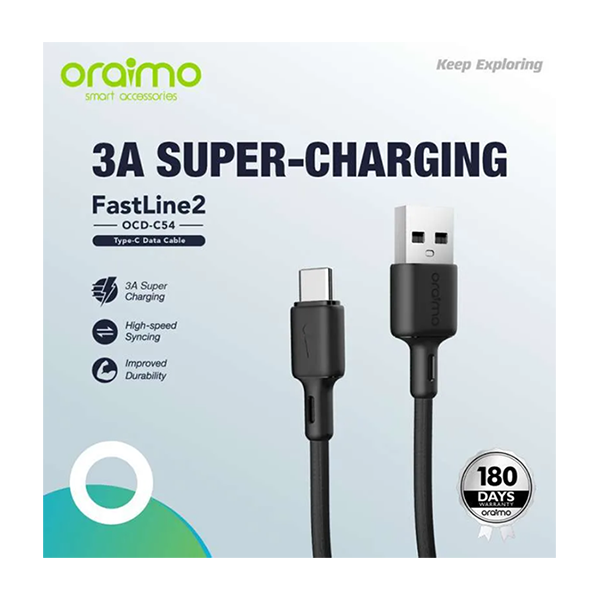 oraimo
smart accessories
Keep Exploring
3A SUPER-CHARGING
FastLine2
OCD-C54
Type-C Data Cable
3A Super
Charging
High-speed
Syncing
Improved
Durability
oraimo
180
DAYS
WARRANTY
oraimo